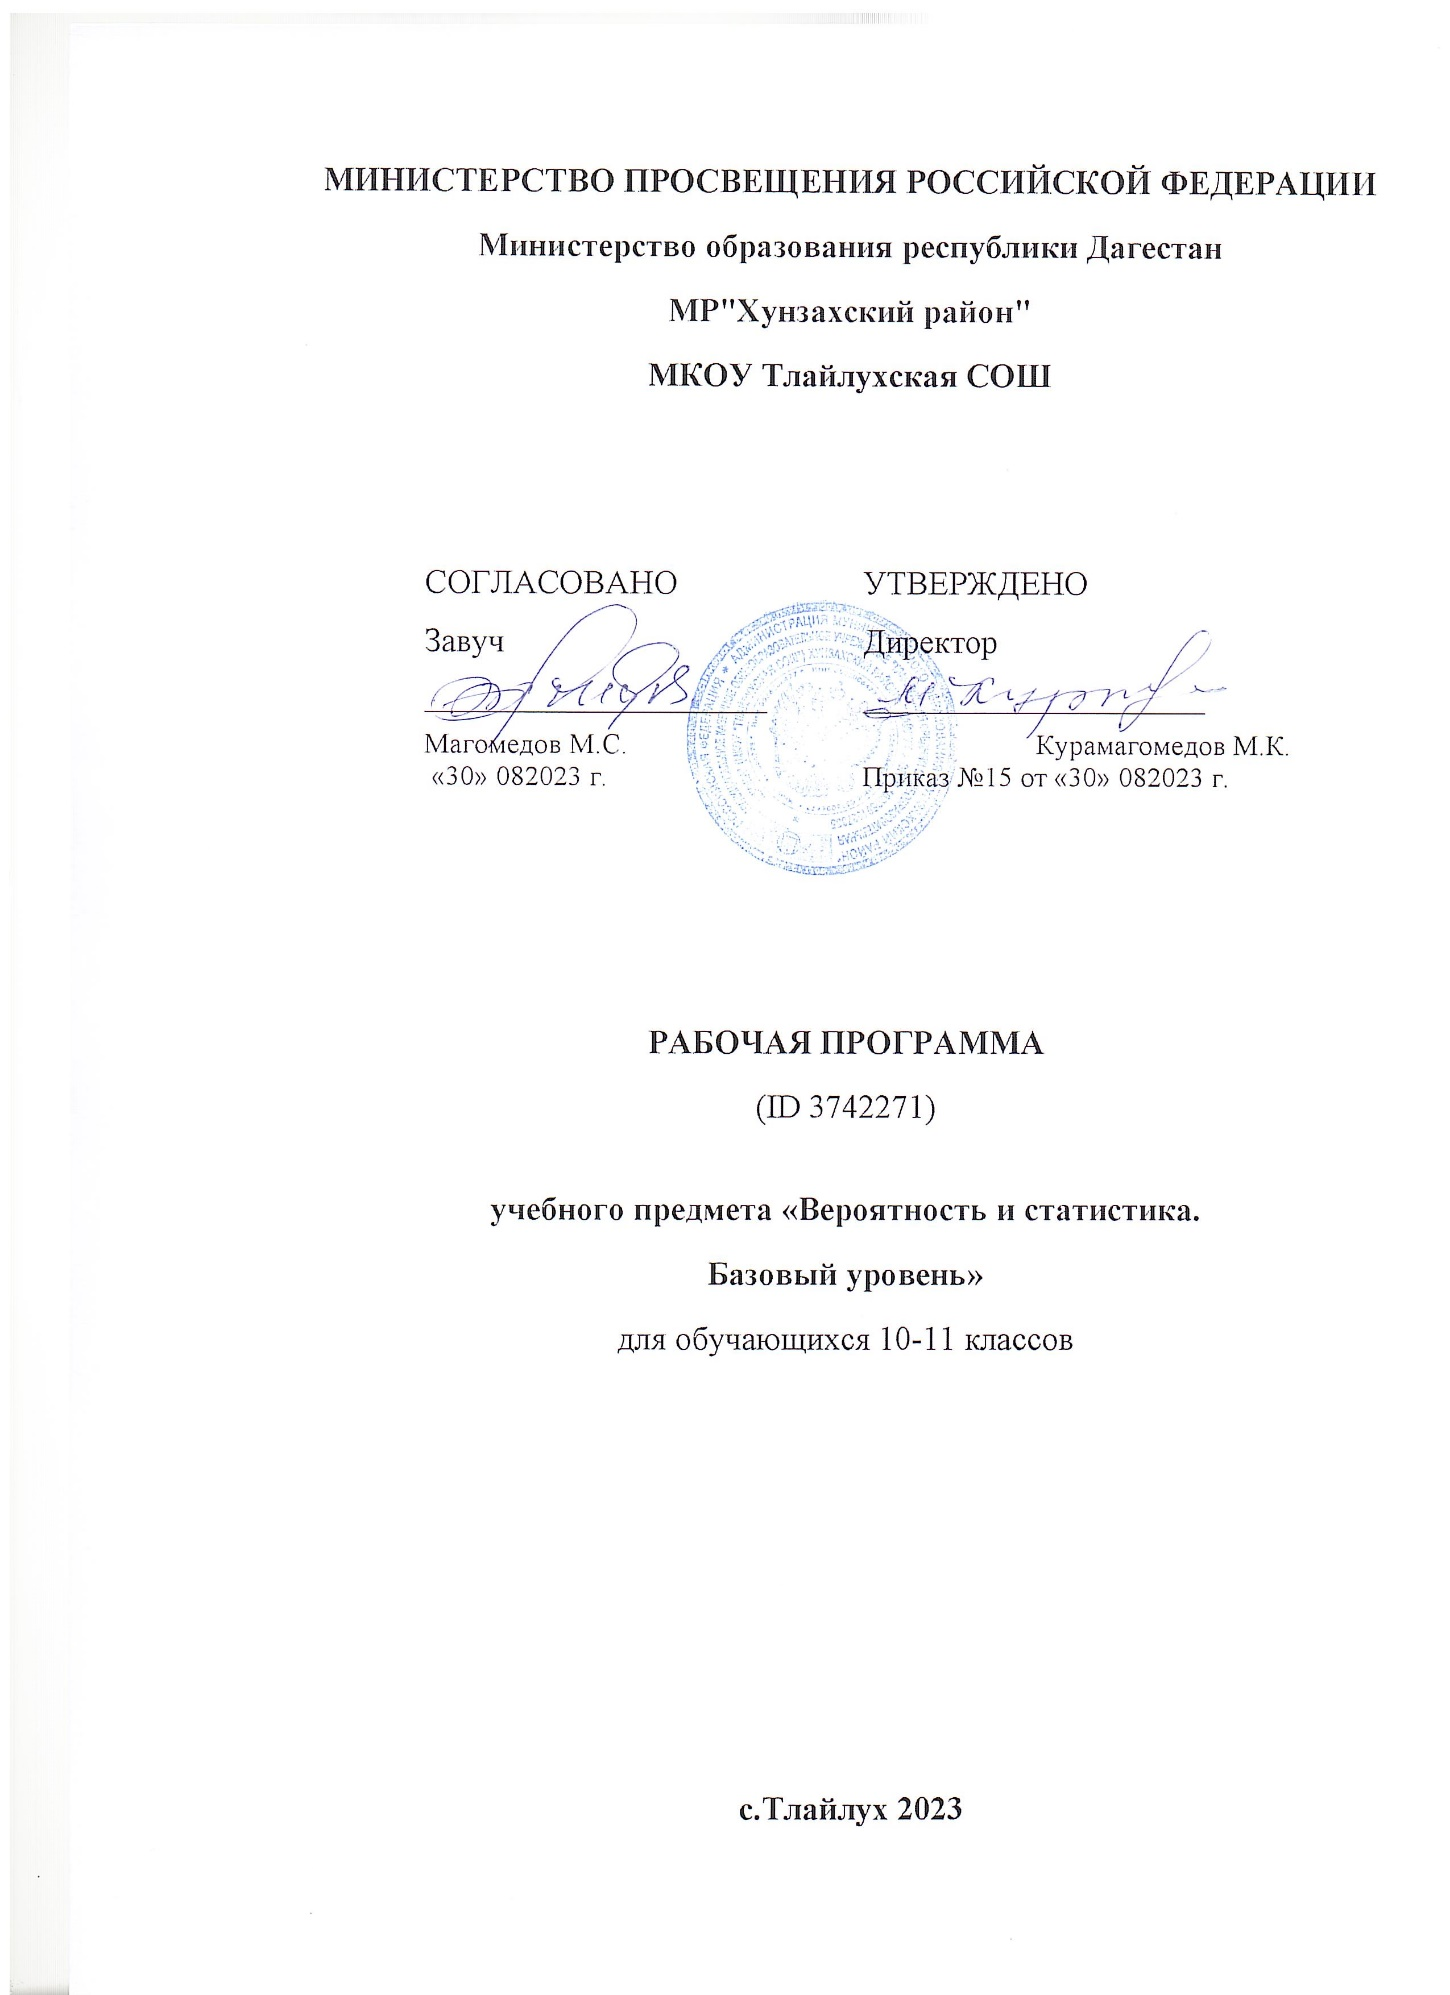 МИНИСТЕРСТВО ПРОСВЕЩЕНИЯ РОССИЙСКОЙ ФЕДЕРАЦИИ
Министерство образования республики Дагестан
МР"Хунзахский район"
МКОУ Тлайлухская СОШ
СОГЛАСОВАНО
Завуч
Магомедов М.С.
«30» 082023 г.
УТВЕРЖДЕНО
Директор
Курамагомедов М.К.
Приказ №15 от «30» 082023 г.
РАБОЧАЯ ПРОГРАММА
(ID 3742271)
учебного предмета «Вероятность и статистика.
Базовый уровень»
для обучающихся 10-11 классов
с.Тлайлух 2023